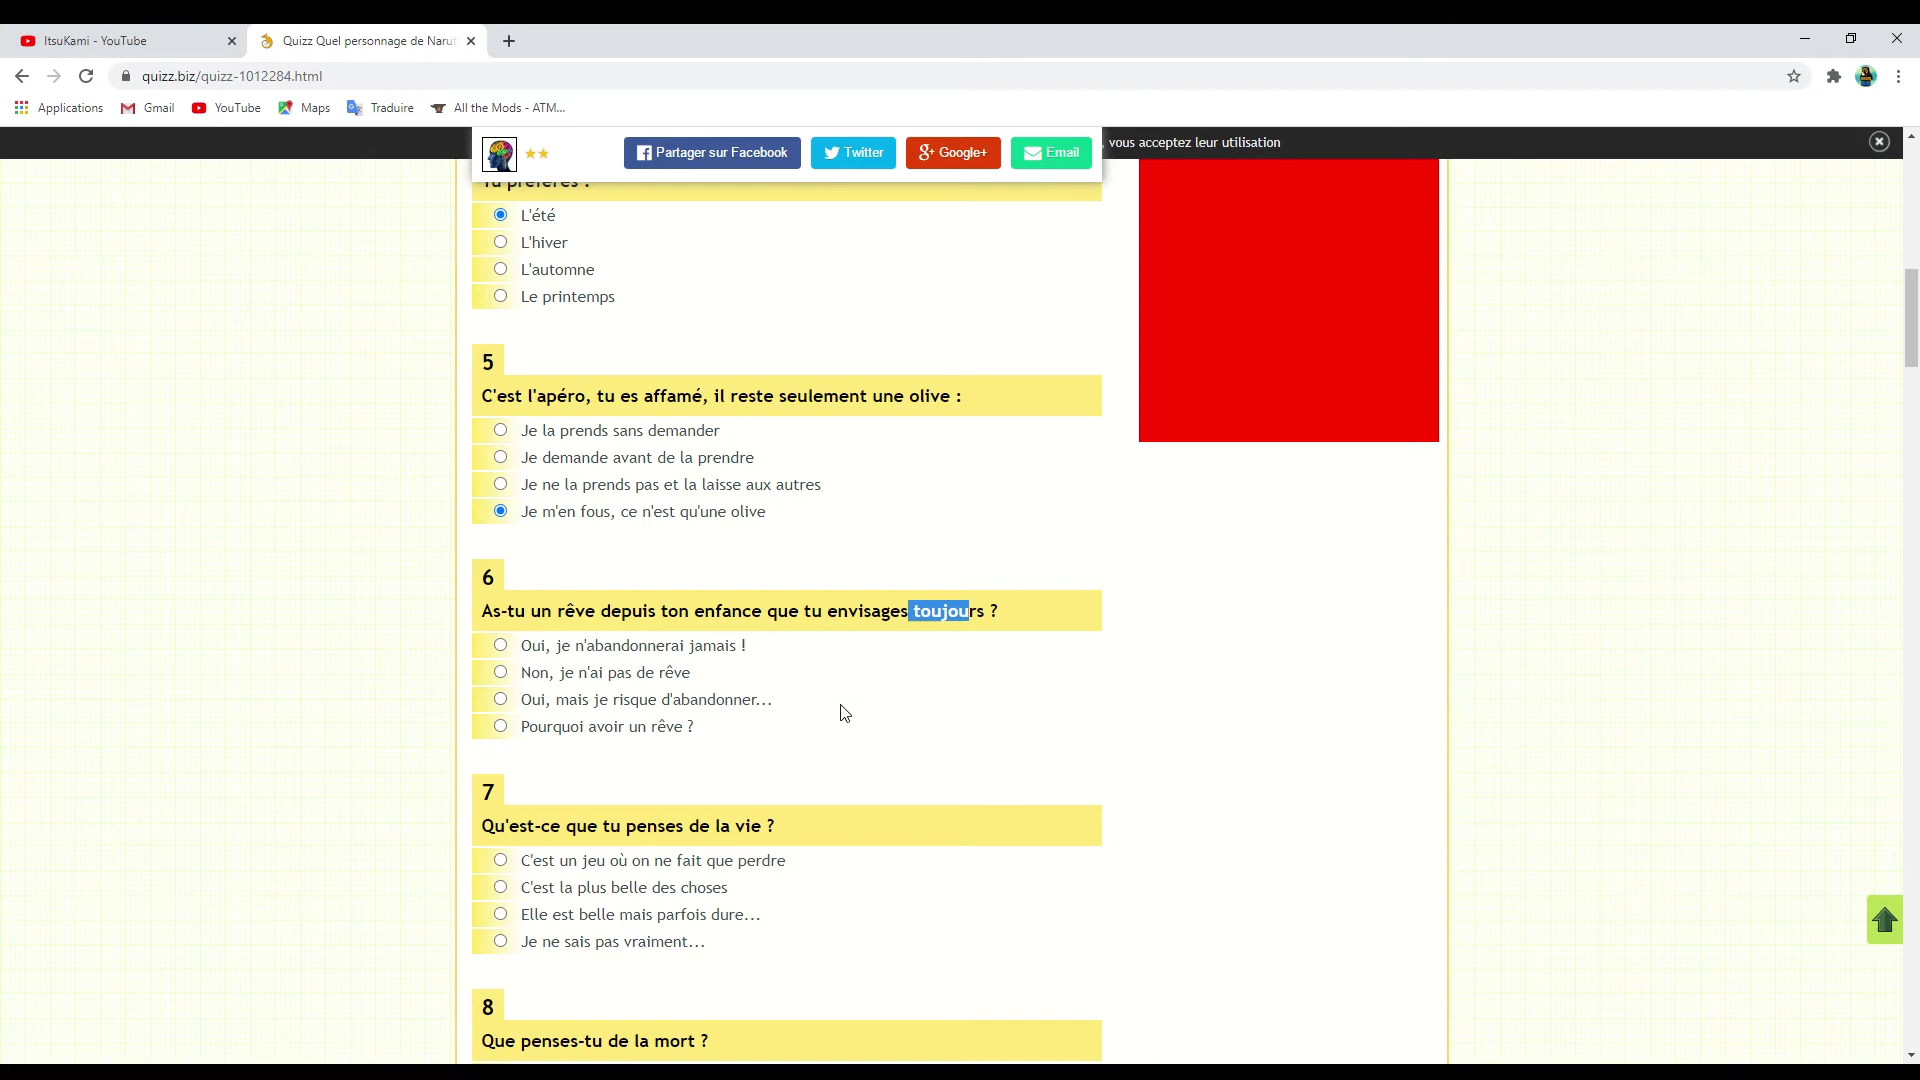 ItsuKami - YouTube
Quizz Quel personnage de Narut
quizz.biz/quizz-1012284.html
Applications
Gmail
YouTube
Maps
Traduire
All the Mods - ATM...
Partager sur Facebook
Twitter
Google+
Email
, vous acceptez leur utilisation
Tu préfères :
L'été
L'hiver
L'automne
Le printemps
5
C'est l'apéro, tu es affamé, il reste seulement une olive :
Je la prends sans demander
Je demande avant de la prendre
Je ne la prends pas et la laisse aux autres
Je m'en fous, ce n'est qu'une olive
6
As-tu un rêve depuis ton enfance que tu envisages toujours ?
Oui, je n'abandonnerai jamais !
Non, je n'ai pas de rêve
Oui, mais je risque d'abandonner...
Pourquoi avoir un rêve ?
7
Qu'est-ce que tu penses de la vie ?
C'est un jeu où on ne fait que perdre
C'est la plus belle des choses
Elle est belle mais parfois dure...
Je ne sais pas vraiment...
8
Que penses-tu de la mort ?